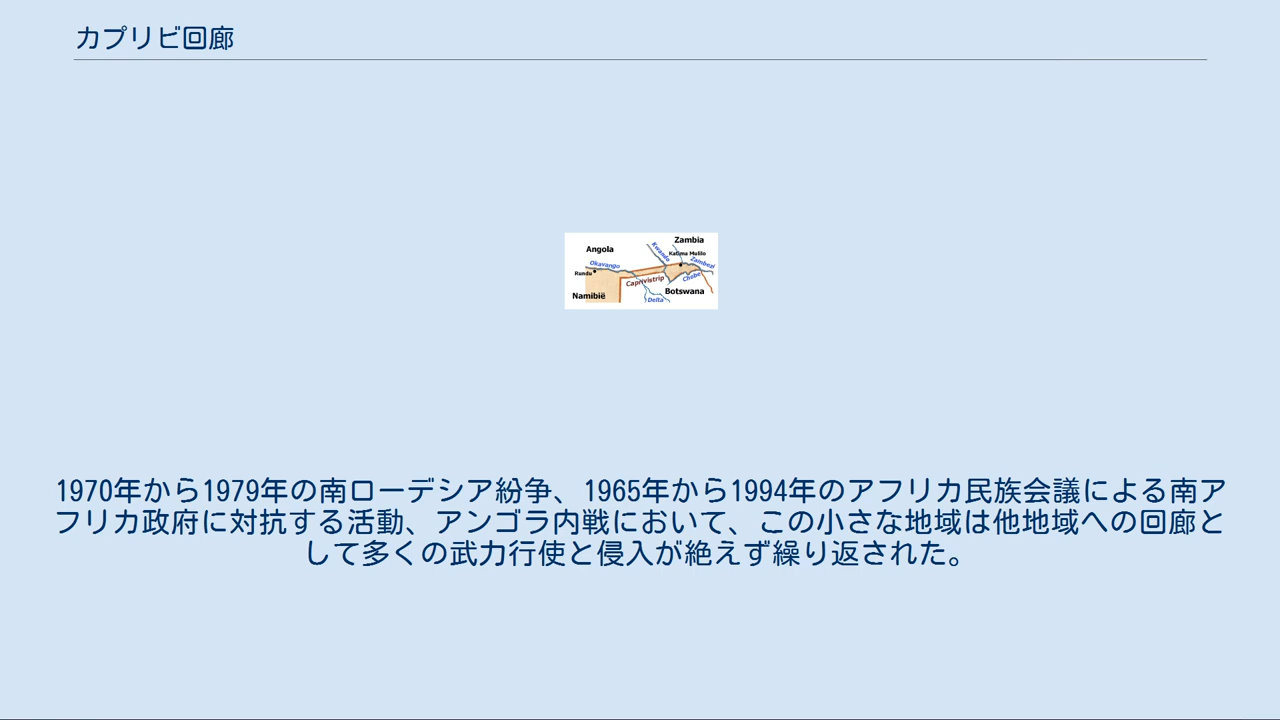 カプリビ回廊
Angola
Zambia
Kwando
Katima Mulilo
Okavango
Zambezi
Rundu
Caprivistrip
Chobe
Namibië
Botswana
Delta
1970年から1979年の南ローデシア紛争、1965年から1994年のアフリカ民族会議による南ア
フリカ政府に対抗する活動、アンゴラ内戦において、この小さな地域は他地域への回廊と
して多くの武力行使と侵入が絶えず繰り返された。